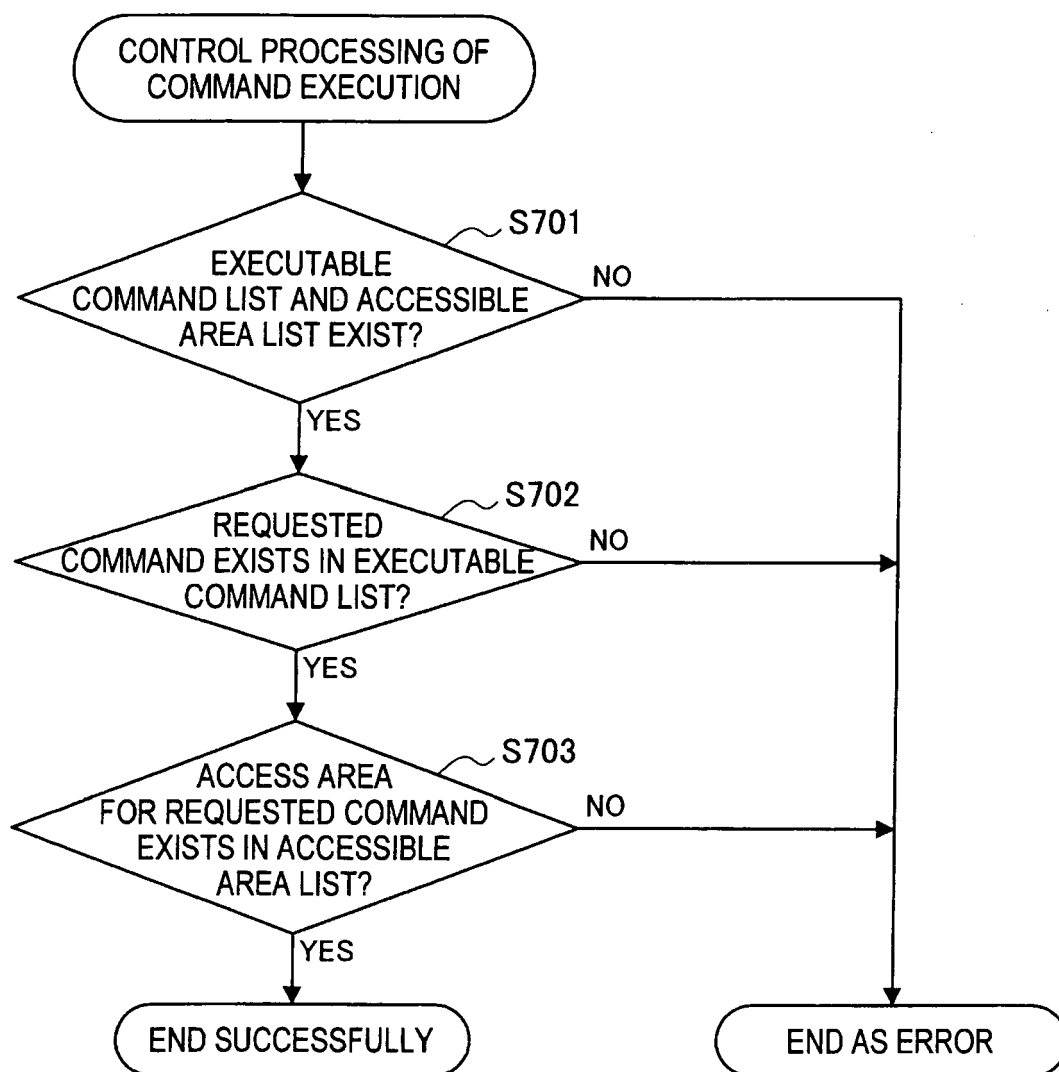 CONTROL PROCESSING OF
COMMAND EXECUTION
S701
EXECUTABLE
COMMAND LIST AND ACCESSIBLE
AREA LIST EXIST?
NO
YES
S702
REQUESTED
COMMAND EXISTS IN EXECUTABLE
COMMAND LIST?
NO
YES
S703
ACCESS AREA
FOR REQUESTED COMMAND
EXISTS IN ACCESSIBLE
AREA LIST?
NO
YES
END SUCCESSFULLY
END AS ERROR